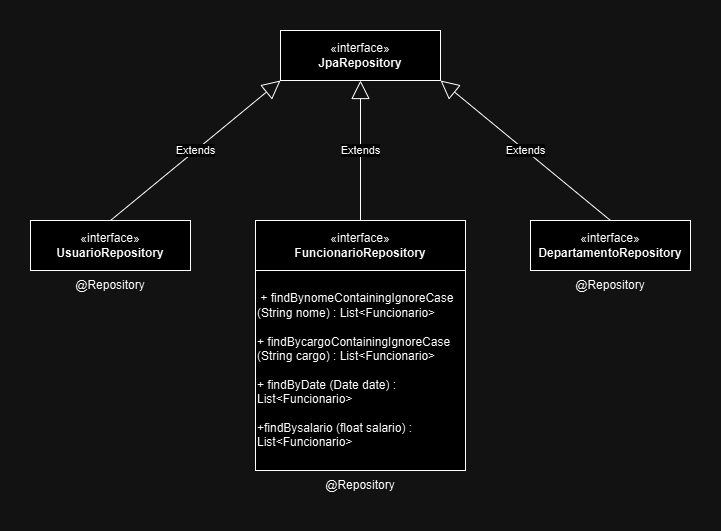 «interface»
JpaRepository
Extends
Extends
Extends
«interface»
UsuarioRepository
@Repository
«interface»
FuncionarioRepository
+ findBynomeContainingIgnoreCase
(String nome) : List<Funcionario>
+ findBycargoContainingIgnoreCase
(String cargo) : List<Funcionario>
+ findByDate (Date date) :
List<Funcionario>
+findBysalario (float salario) :
List<Funcionario>
@Repository
«interface»
DepartamentoRepository
@Repository